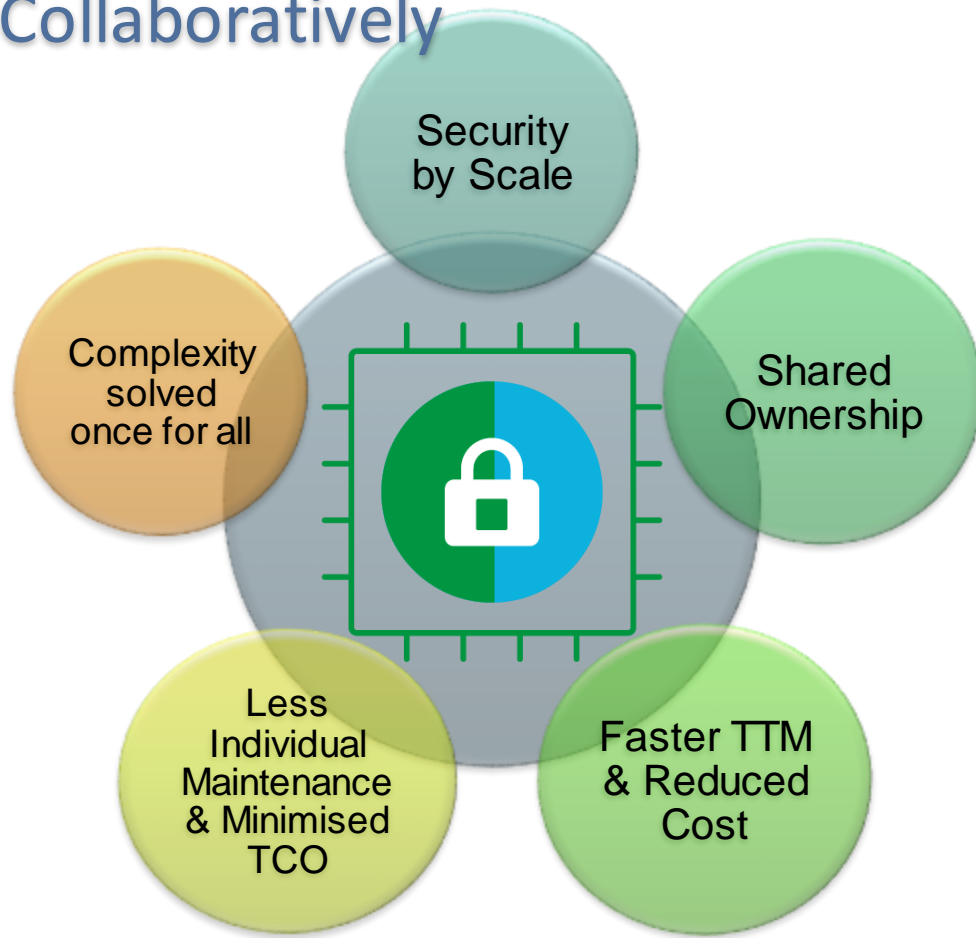 Collaboratively
Security
by Scale
Complexity
solved
once for all
Shared
Ownership
Less
Individual
Maintenance
& Minimised
TCO
Faster TTM
& Reduced
Cost